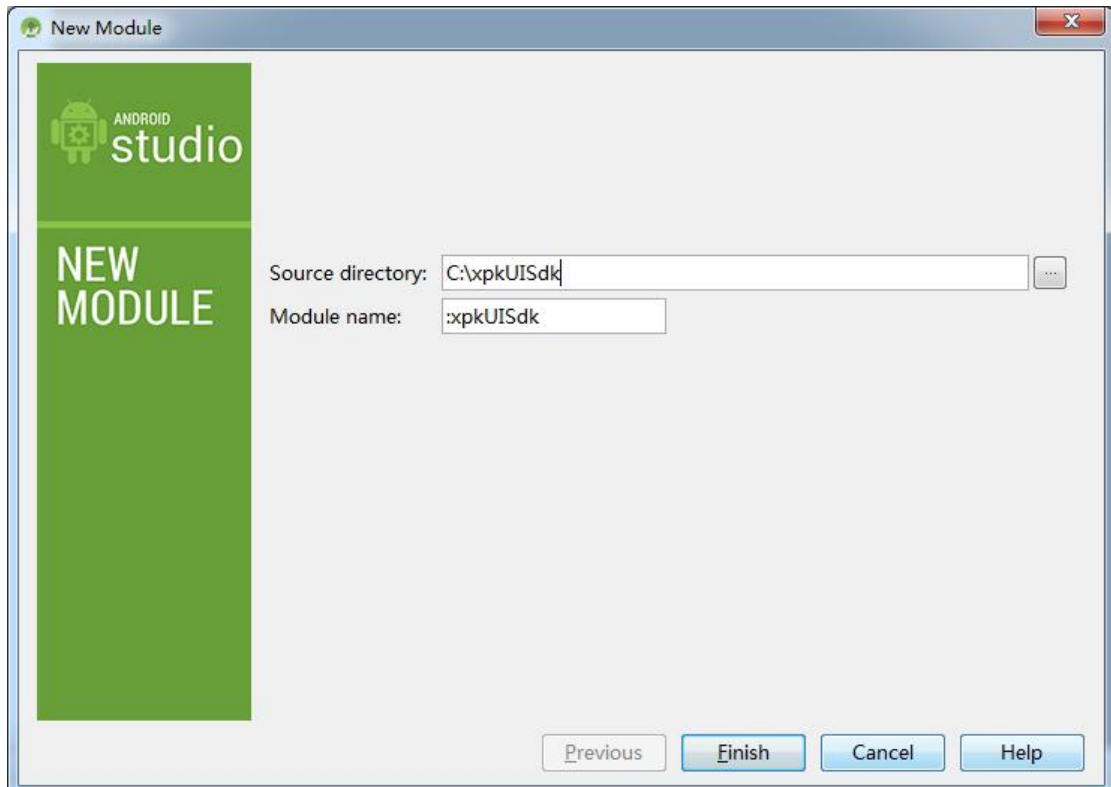 New Module
ANDROID
studio
NEW
MODULE
Source directory: C:\xpkUISdk ...
Module name: :xpkUISdk
Previous Finish Cancel Help